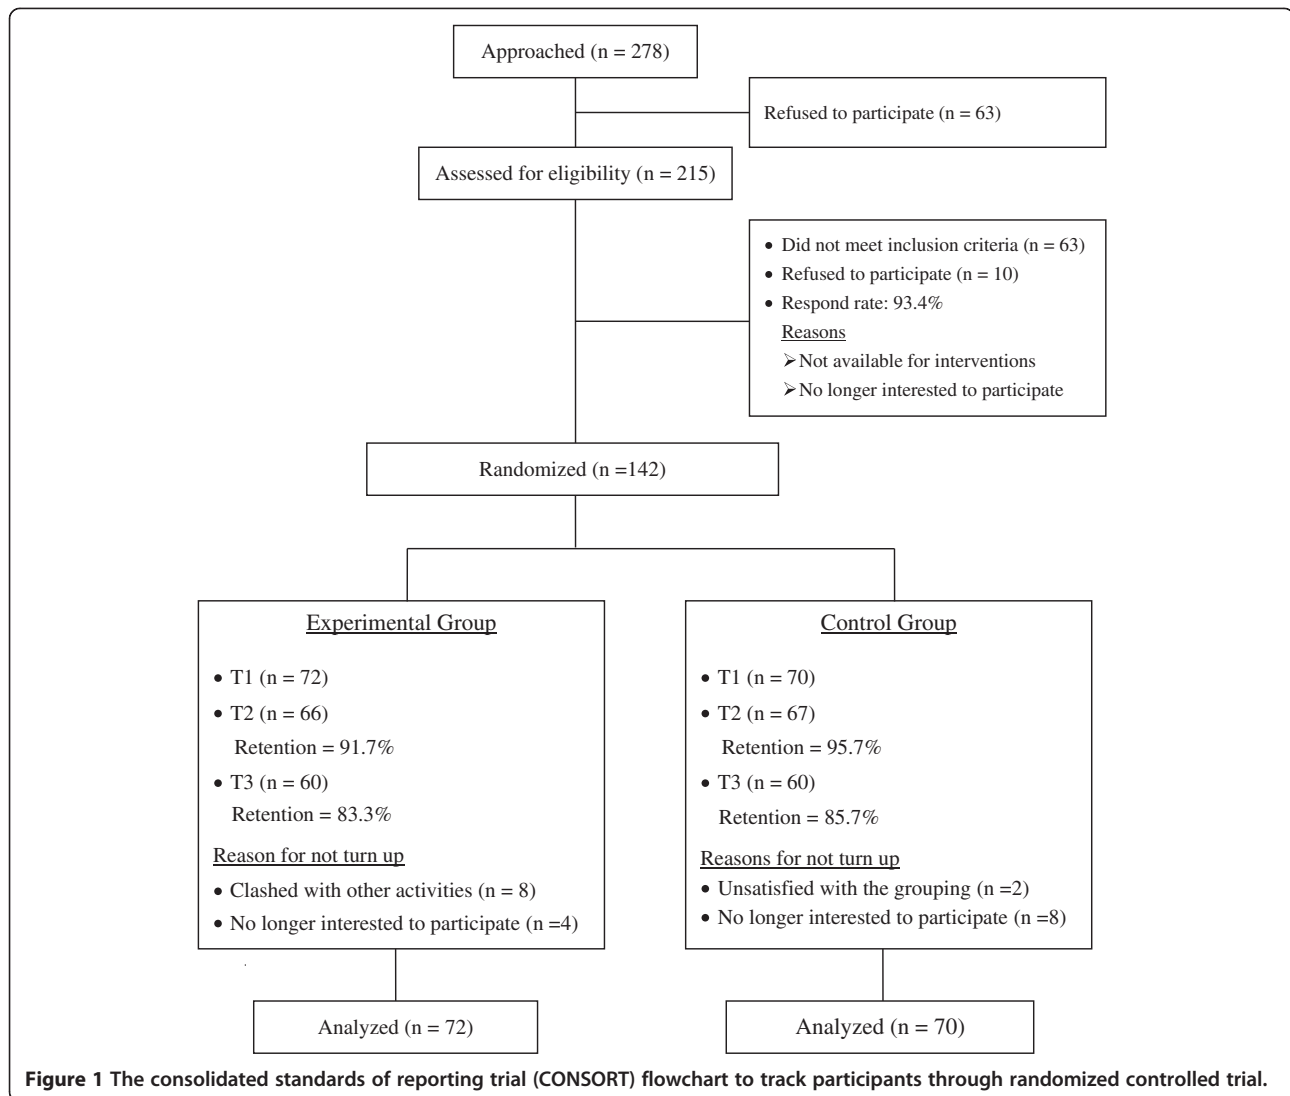 Approached (n = 278)
Refused to participate (n = 63)
Assessed for eligibility (n = 215)
• Did not meet inclusion criteria (n = 63)
• Refused to participate (n = 10)
• Respond rate: 93.4%
Reasons
➢Not available for interventions
➢No longer interested to participate
Randomized (n =142)
Experimental Group
• T1 (n = 72)
• T2 (n = 66)
Retention = 91.7%
• T3 (n = 60)
Retention = 83.3%
Reason for not turn up
• Clashed with other activities (n = 8)
• No longer interested to participate (n =4)
Control Group
• T1 (n = 70)
• T2 (n = 67)
Retention = 95.7%
• T3 (n = 60)
Retention = 85.7%
Reasons for not turn up
• Unsatisfied with the grouping (n =2)
• No longer interested to participate (n =8)
Analyzed (n = 72)
Analyzed (n = 70)
Figure 1 The consolidated standards of reporting trial (CONSORT) flowchart to track participants through randomized controlled trial.